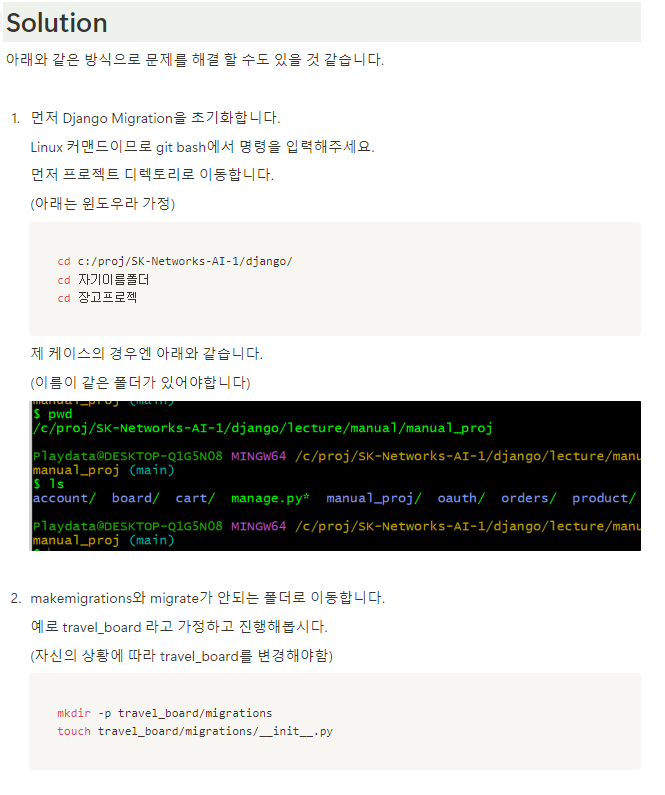 Solution
아래와 같은 방식으로 문제를 해결 할 수도 있을 것 같습니다.
1. 먼저 Django Migration을 초기화합니다.
Linux 커맨드이므로 git bash에서 명령을 입력해주세요.
먼저 프로젝트 디렉토리로 이동합니다.
(아래는 윈도우라 가정)
cd c:/proj/SK-Networks-AI-1/django/
cd 자기이름폴더
cd 장고프로젝
제 케이스의 경우엔 아래와 같습니다.
(이름이 같은 폴더가 있어야합니다)
manual_proj (main)
$ pwd
/c/proj/SK-Networks-AI-1/django/lecture/manual/manual_proj
Playdata@DESKTOP-Q1G5NO8 MINGW64 /c/proj/SK-Networks-AI-1/django/lecture/manu
manual_proj (main)
$ ls
account/ board/ cart/ manage.py* manual_proj/ oauth/ orders/ product/
Playdata@DESKTOP-Q1G5NO8 MINGW64 /c/proj/SK-Networks-AI-1/django/lecture/manu
manual_proj (main)
2. makemigrations와 migrate가 안되는 폴더로 이동합니다.
예로 travel_board 라고 가정하고 진행해봅시다.
(자신의 상황에 따라 travel_board를 변경해야함)
mkdir -p travel_board/migrations
touch travel_board/migrations/__init__.py